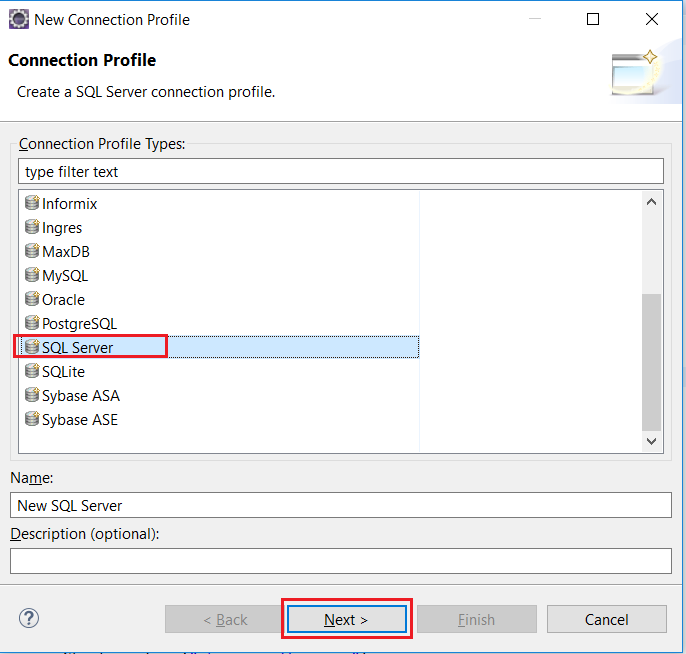 New Connection Profile
Connection Profile
Create a SQL Server connection profile.
Connection Profile Types:
type filter text
Informix
Ingres
MaxDB
MySQL
Oracle
PostgreSQL
SQL Server
SQLite
Sybase ASA
Sybase ASE
Name:
New SQL Server
Description (optional):
? < Back Next > Finish Cancel